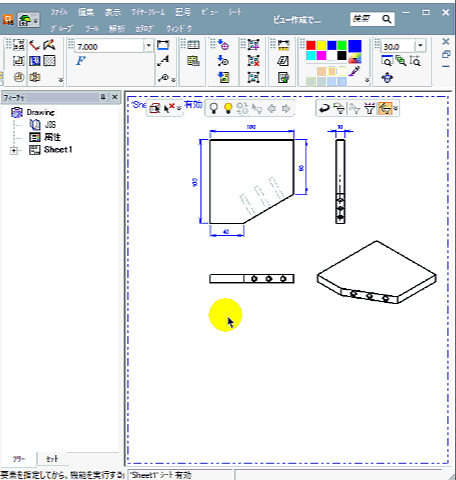 ファイル 編集 表示 ワイヤーフレーム 記号 ビュー シート
ビュー作成で...
検索
グループ ツール 解析 カタログ ウィンドウ
7.000
30.0
フィーチャ
"She
有効
Drawing
JIS
属性
Sheet1
100
10
100
60
40
ツリー セット
要素を指定してから、機能を実行する。
"Sheet1" シート 有効